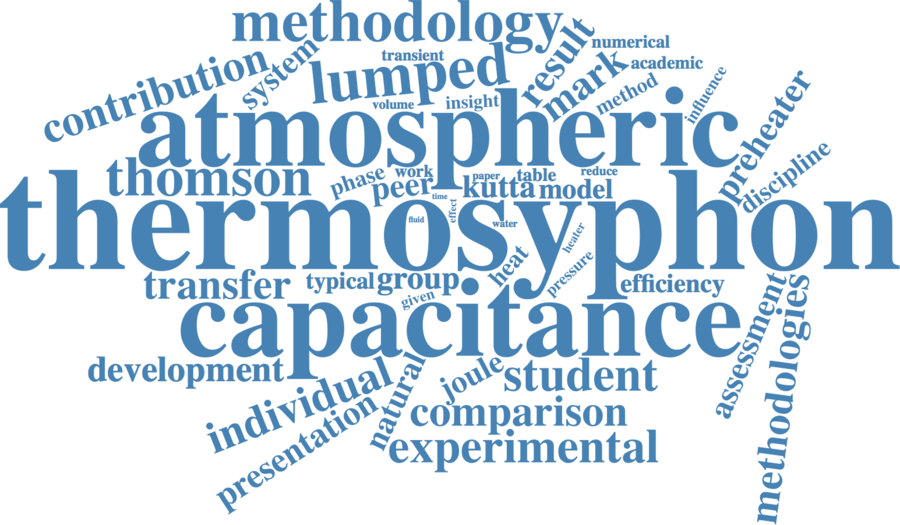 methodology
numerical
transient
result
academic
system
lumped
mark
contribution
method
influence
volume
insight
atmospheric
preheater
discipline
thomson
phase
work
peer
paper
table
reduce
kutta
model
time
effect
thermosyphon
fluid
water
heater
heat
pressure
transfer
typical
group
given
efficiency
capacitance
assessment
methodologies
development
individual
natural
joule
student
presentation
comparison
experimental